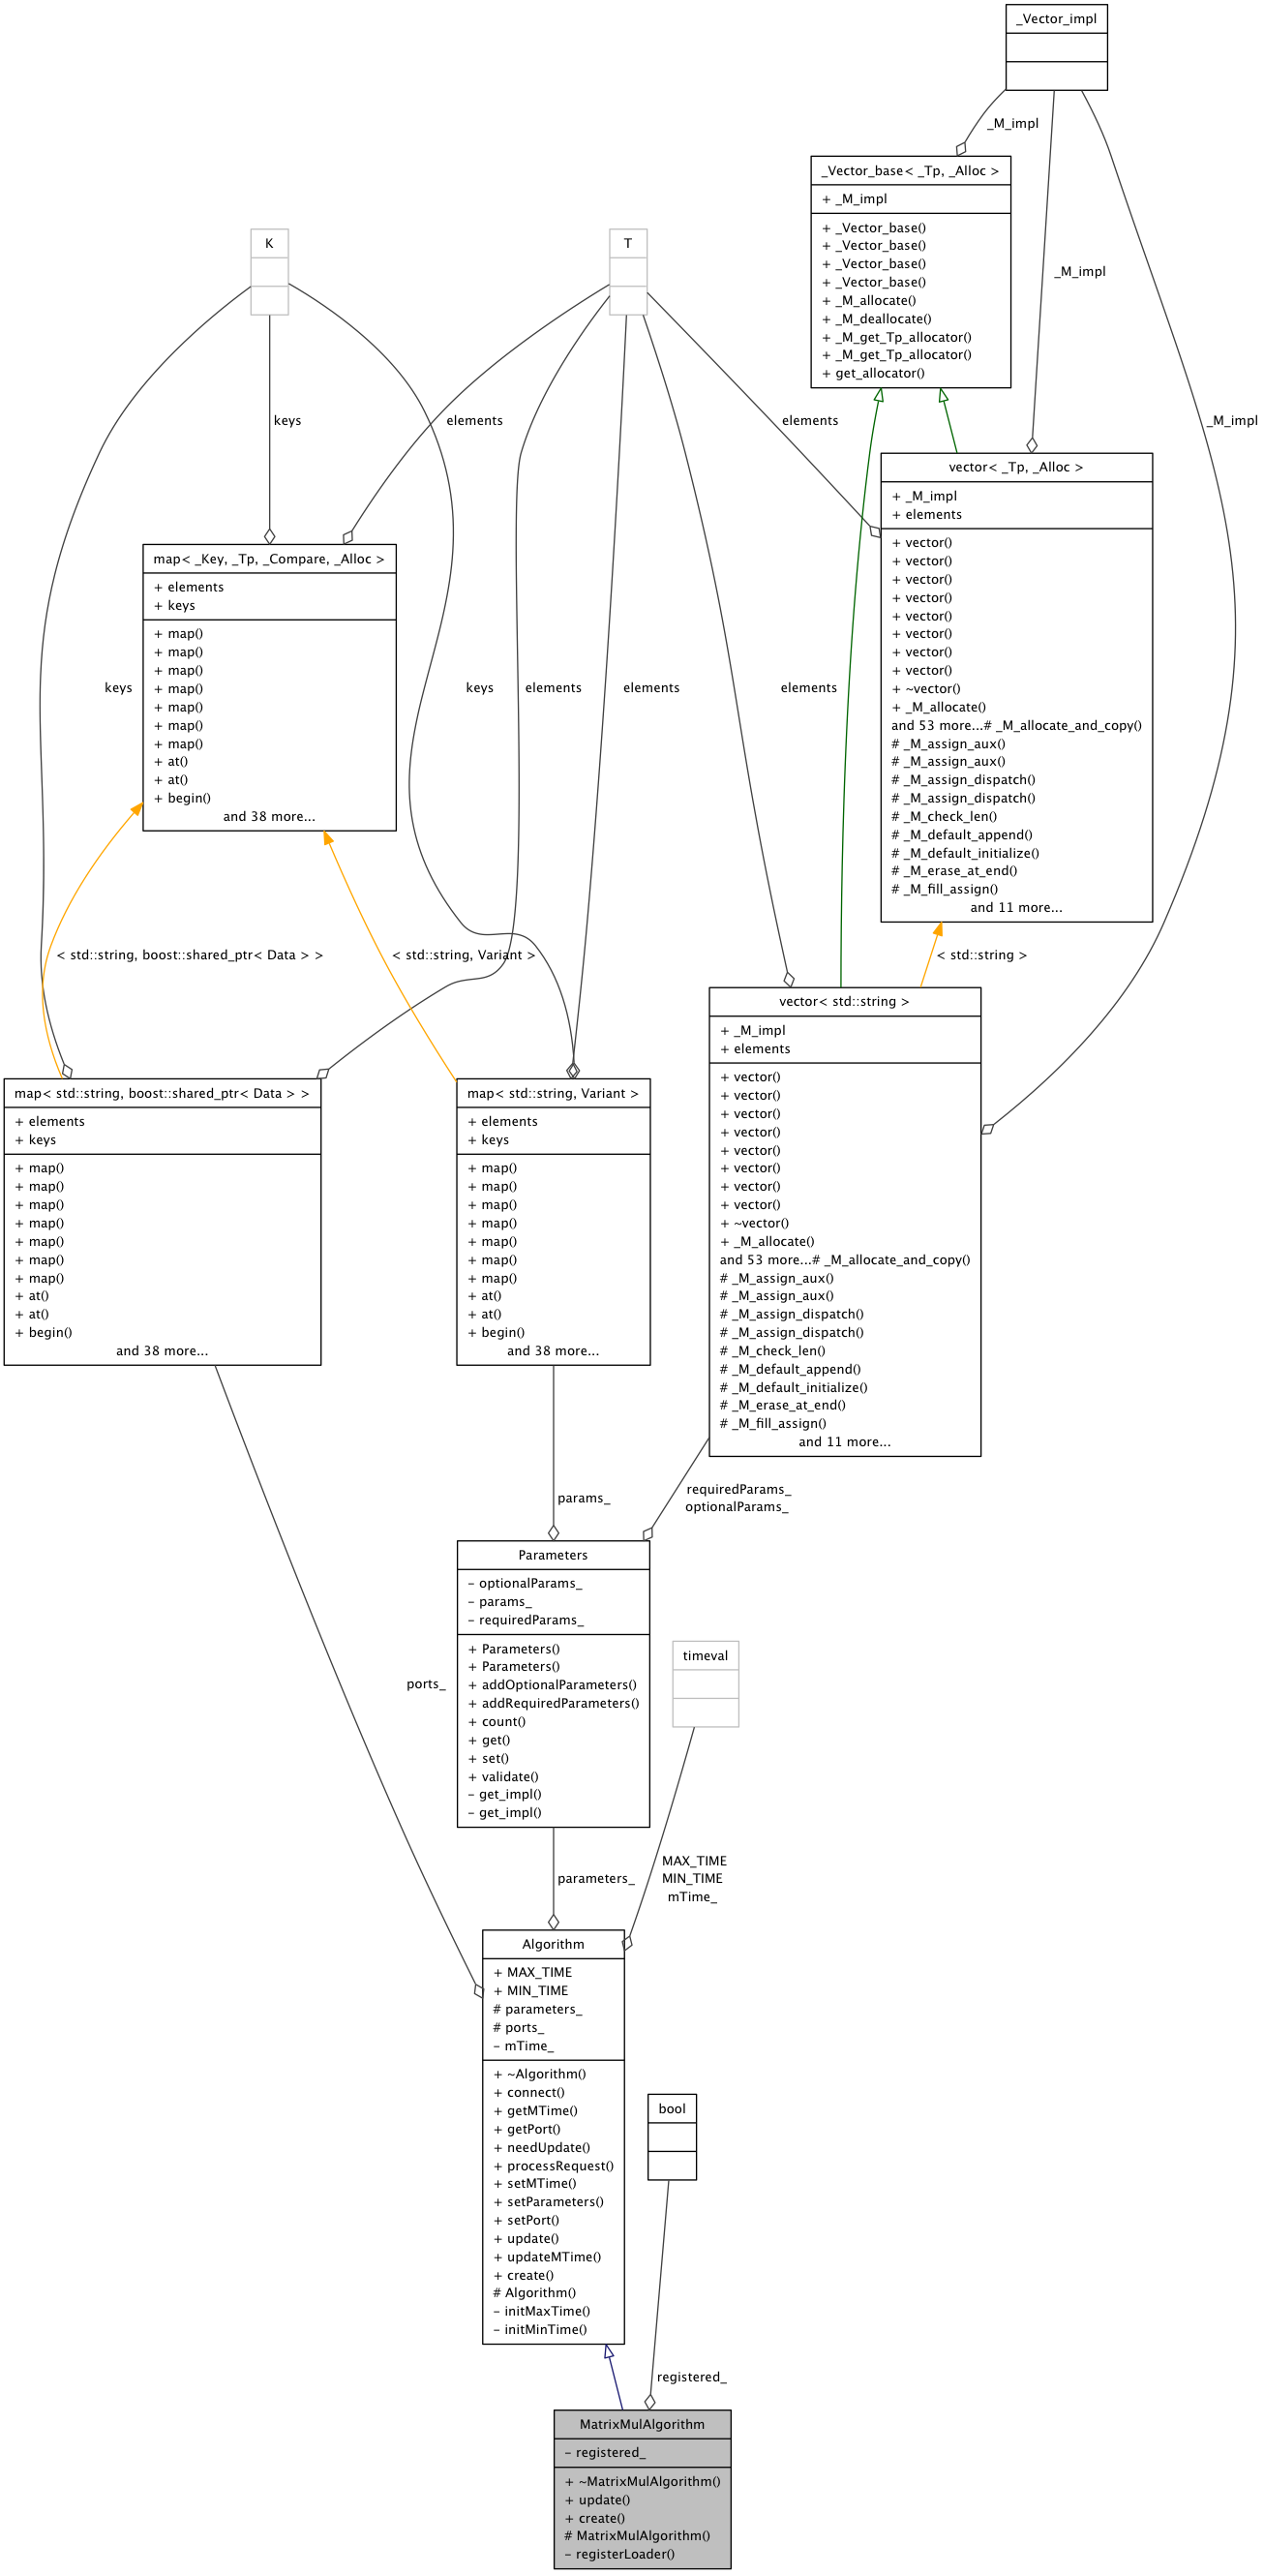 _Vector_impl
_M_impl
_Vector_base< _Tp, _Alloc >
+ _M_impl
+ _Vector_base()
+ _Vector_base()
+ _Vector_base()
+ _Vector_base()
+ _M_allocate()
+ _M_deallocate()
+ _M_get_Tp_allocator()
+ _M_get_Tp_allocator()
+ get_allocator()
K
T
_M_impl
keys
elements
elements
_M_impl
vector< _Tp, _Alloc >
+ _M_impl
+ elements
+ vector()
+ vector()
+ vector()
+ vector()
+ vector()
+ vector()
+ vector()
+ vector()
+ ~vector()
+ _M_allocate()
and 53 more...# _M_allocate_and_copy()
# _M_assign_aux()
# _M_assign_aux()
# _M_assign_dispatch()
# _M_assign_dispatch()
# _M_check_len()
# _M_default_append()
# _M_default_initialize()
# _M_erase_at_end()
# _M_fill_assign()
and 11 more...
map< _Key, _Tp, _Compare, _Alloc >
+ elements
+ keys
+ map()
+ map()
+ map()
+ map()
+ map()
+ map()
+ map()
+ at()
+ at()
+ begin()
and 38 more...
keys
keys
elements
elements
elements
< std::string, boost::shared_ptr< Data > >
< std::string, Variant >
< std::string >
vector< std::string >
+ _M_impl
+ elements
+ vector()
+ vector()
+ vector()
+ vector()
+ vector()
+ vector()
+ vector()
+ vector()
+ ~vector()
+ _M_allocate()
and 53 more...# _M_allocate_and_copy()
# _M_assign_aux()
# _M_assign_aux()
# _M_assign_dispatch()
# _M_assign_dispatch()
# _M_check_len()
# _M_default_append()
# _M_default_initialize()
# _M_erase_at_end()
# _M_fill_assign()
and 11 more...
map< std::string, boost::shared_ptr< Data > >
+ elements
+ keys
+ map()
+ map()
+ map()
+ map()
+ map()
+ map()
+ map()
+ at()
+ at()
+ begin()
and 38 more...
map< std::string, Variant >
+ elements
+ keys
+ map()
+ map()
+ map()
+ map()
+ map()
+ map()
+ map()
+ at()
+ at()
+ begin()
and 38 more...
params_
requiredParams_
optionalParams_
Parameters
- optionalParams_
- params_
- requiredParams_
+ Parameters()
+ Parameters()
+ addOptionalParameters()
+ addRequiredParameters()
+ count()
+ get()
+ set()
+ validate()
- get_impl()
- get_impl()
timeval
ports_
parameters_
MAX_TIME
MIN_TIME
mTime_
Algorithm
+ MAX_TIME
+ MIN_TIME
# parameters_
# ports_
- mTime_
+ ~Algorithm()
+ connect()
+ getMTime()
+ getPort()
+ needUpdate()
+ processRequest()
+ setMTime()
+ setParameters()
+ setPort()
+ update()
+ updateMTime()
+ create()
# Algorithm()
- initMaxTime()
- initMinTime()
bool
registered_
MatrixMulAlgorithm
- registered_
+ ~MatrixMulAlgorithm()
+ update()
+ create()
# MatrixMulAlgorithm()
- registerLoader()